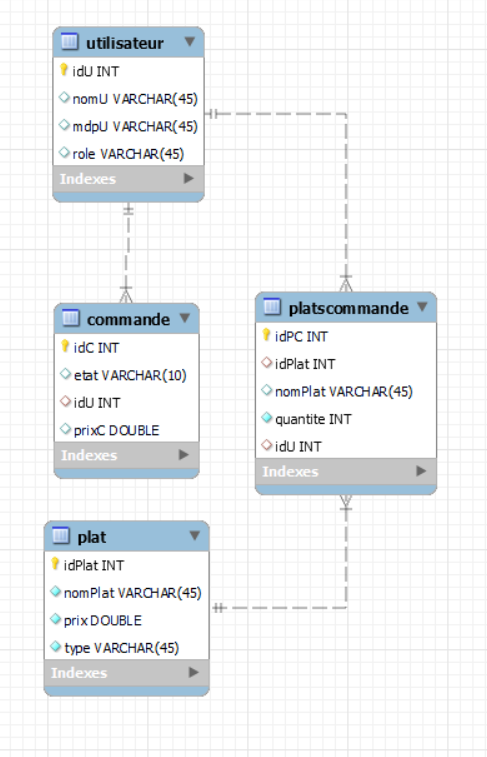 utilisateur
idU INT
nomU VARCHAR(45)
mdpU VARCHAR(45)
role VARCHAR(45)
Indexes
commande
idC INT
etat VARCHAR(10)
idU INT
prixC DOUBLE
Indexes
platscommande
idPC INT
idPlat INT
nomPlat VARCHAR(45)
quantite INT
idU INT
Indexes
plat
idPlat INT
nomPlat VARCHAR(45)
prix DOUBLE
type VARCHAR(45)
Indexes